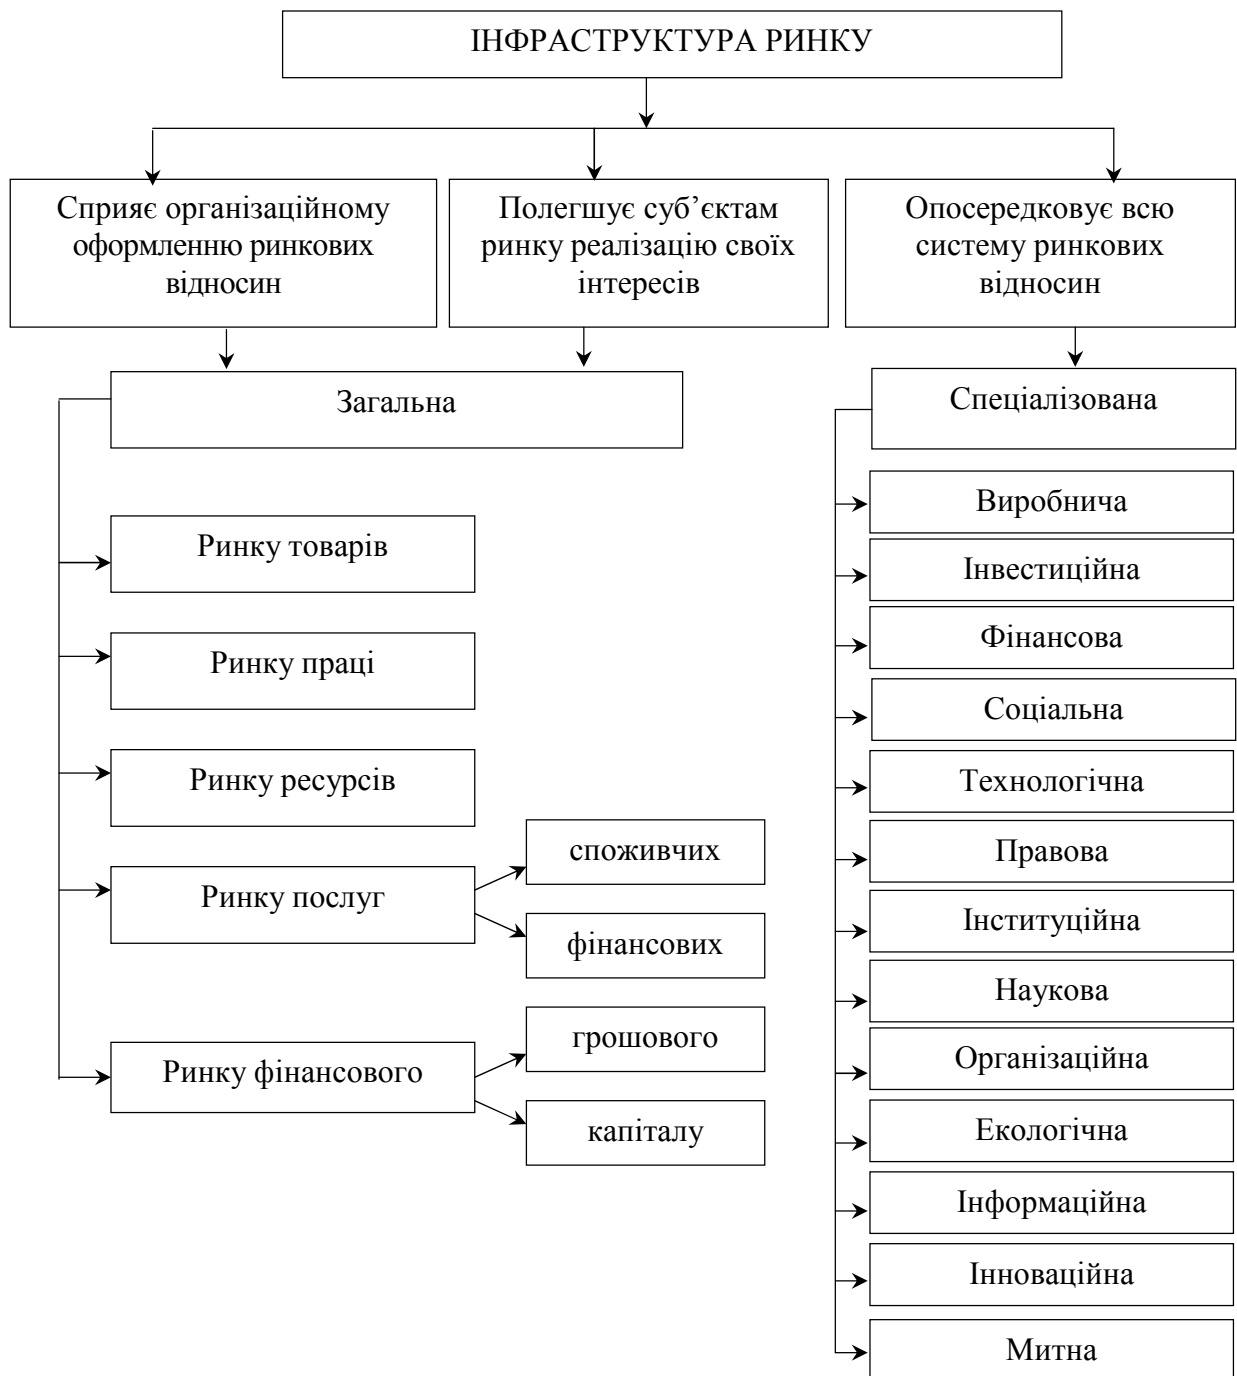 ІНФРАСТРУКТУРА РИНКУ
Сприяє організаційному
оформленню ринкових
відносин
Полегшує суб’єктам
ринку реалізацію своїх
інтересів
Опосередковує всю
систему ринкових
відносин
Загальна
Ринку товарів
Ринку праці
Ринку ресурсів
Ринку послуг
споживчих
фінансових
Ринку фінансового
грошового
капіталу
Спеціалізована
Виробнича
Інвестиційна
Фінансова
Соціальна
Технологічна
Правова
Інституційна
Наукова
Організаційна
Екологічна
Інформаційна
Інноваційна
Митна